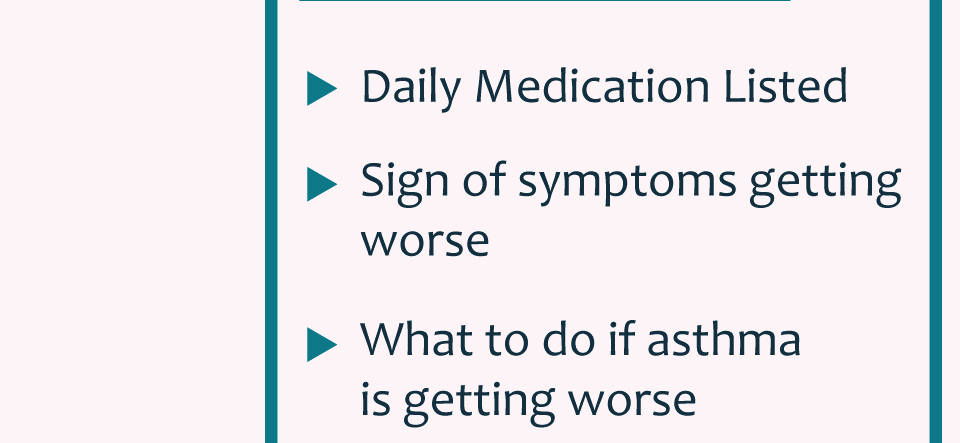 Daily Medication Listed
Sign of symptoms getting
worse
What to do if asthma
is getting worse